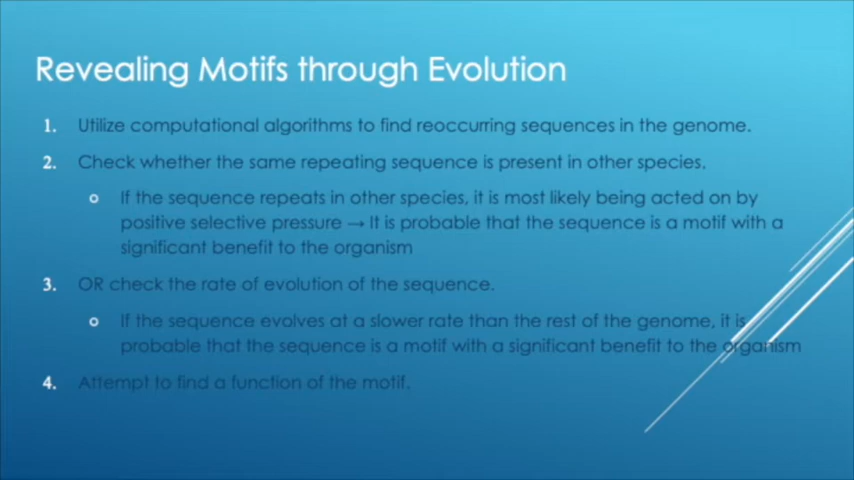 Revealing Motifs through Evolution
1. Utilize computational algorithms to find reoccurring sequences in the genome.
2. Check whether the same repeating sequence is present in other species.
o If the sequence repeats in other species, it is most likely being acted on by
positive selective pressure → It is probable that the sequence is a motif with a
significant benefit to the organism
3. OR check the rate of evolution of the sequence.
o If the sequence evolves at a slower rate than the rest of the genome, it is
probable that the sequence is a motif with a significant benefit to the organism
4. Attempt to find a function of the motif.